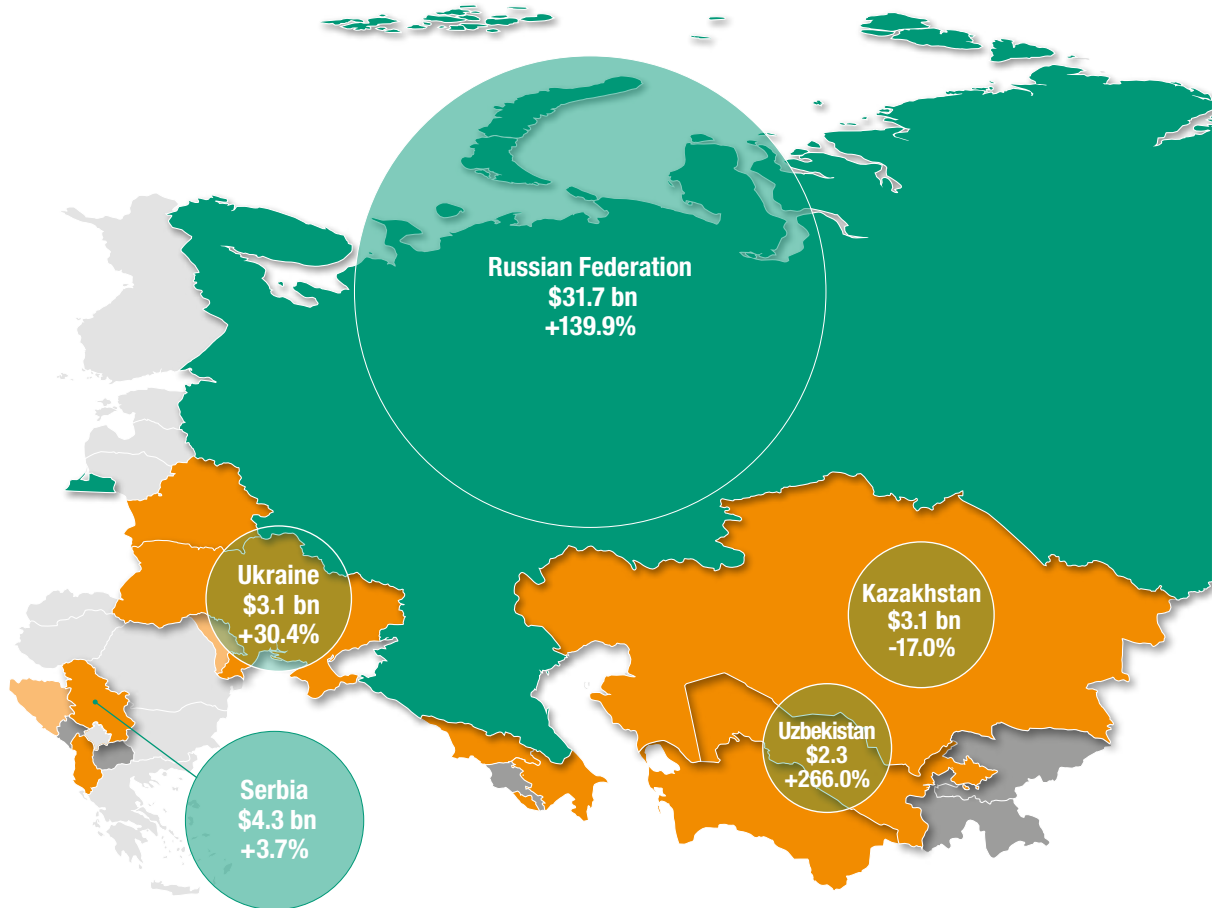 Russian Federation
$31.7 bn
+139.9%
Ukraine
$3.1 bn
+30.4%
Kazakhstan
$3.1 bn
-17.0%
Uzbekistan
$2.3
+266.0%
Serbia
$4.3 bn
+3.7%